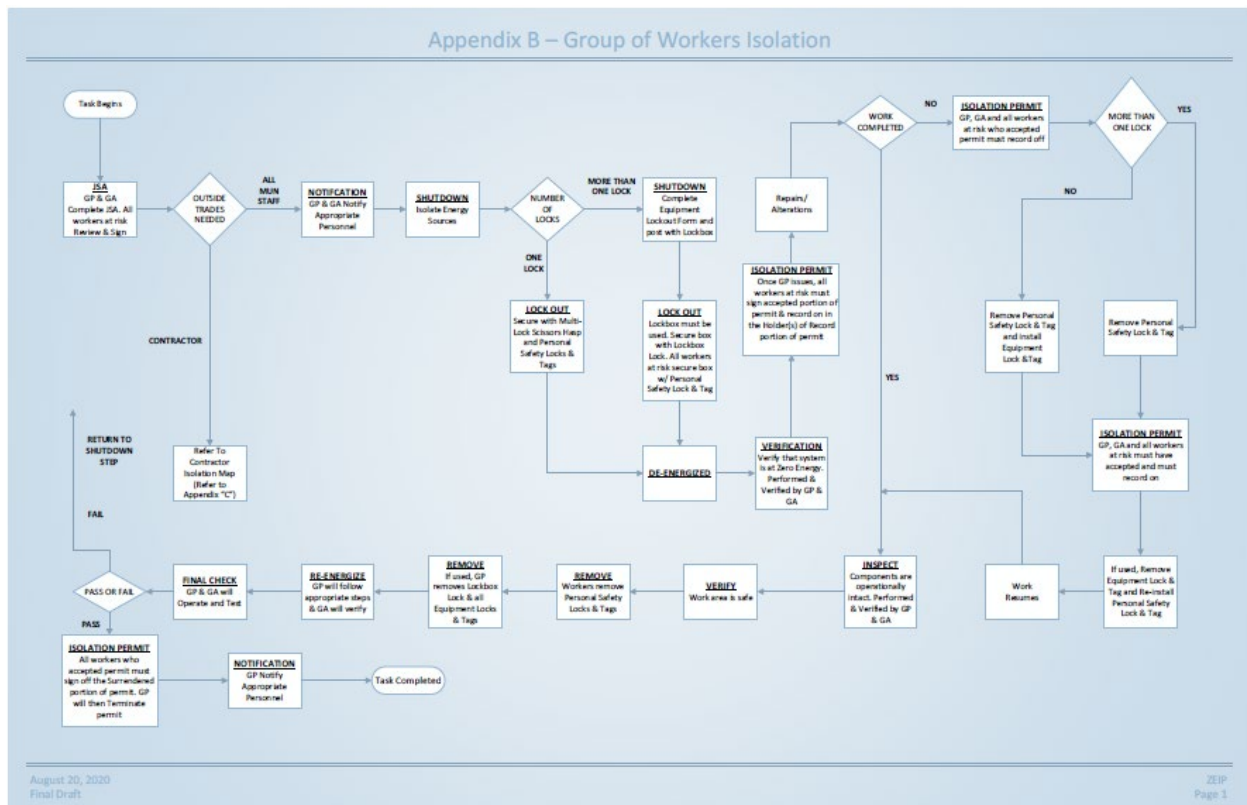 Appendix B – Group of Workers Isolation
Task Begins
JSA
GP & GA
Complete JSA. All
workers at risk
Review & Sign
OUTSIDE
TRADES
NEEDED
ALL
MUN
STAFF
NOTIFCATION
GP & GA Notify
Appropriate
Personnel
SHUTDOWN
Isolate Energy
Sources
NUMBER
OF
LOCKS
MORE THAN
ONE LOCK
SHUTDOWN
Complete
Equipment
Lockout Form and
post with Lockbox
ONE
LOCK
LOCK OUT
Secure with Multi-
Lock Scissors Hasp
and Personal
Safety Locks &
Tags
LOCK OUT
Lockbox must be
used. Secure box
with Lockbox
Lock. All workers
at risk secure box
w/ Personal
Safety Lock & Tag
CONTRACTOR
Refer To
Contractor
Isolation Map
(Refer to
Appendix "C")
DE-ENERGIZED
VERIFICATION
Verify that system
is at Zero Energy.
Performed &
Verified by GP &
GA
ISOLATION PERMIT
Once GP issues, all
workers at risk must
sign accepted portion of
permit & record on in
the Holder(s) of Record
portion of permit
Repairs/
Alterations
WORK
COMPLETED
NO
ISOLATION PERMIT
GP, GA and all workers
at risk who accepted
permit must record off
MORE THAN
ONE LOCK
YES
NO
Remove Personal
Safety Lock & Tag
and Install
Equipment
Lock &Tag
Remove Personal
Safety Lock & Tag
YES
ISOLATION PERMIT
GP, GA and all workers
at risk must have
accepted and must
record on
If used, Remove
Equipment Lock &
Tag and Re-install
Personal Safety
Lock & Tag
Work
Resumes
INSPECT
Components are
operationally
intact. Performed
& Verified by GP
& GA
VERIFY
Work area is safe
REMOVE
Workers remove
Personal Safety
Locks & Tags
REMOVE
If used, GP
removes Lockbox
Lock & all
Equipment Locks
& Tags
RE-ENERGIZE
GP will follow
appropriate steps
& GA will verify
FINAL CHECK
GP & GA will
Operate and Test
PASS OR FAIL
FAIL
RETURN TO
SHUTDOWN
STEP
PASS
ISOLATION PERMIT
All workers who
accepted permit must
sign off the Surrendered
portion of permit. GP
will then Terminate
permit
NOTIFICATION
GP Notify
Appropriate
Personnel
Task Completed
August 20, 2020
Final Draft
ZEIP
Page 1